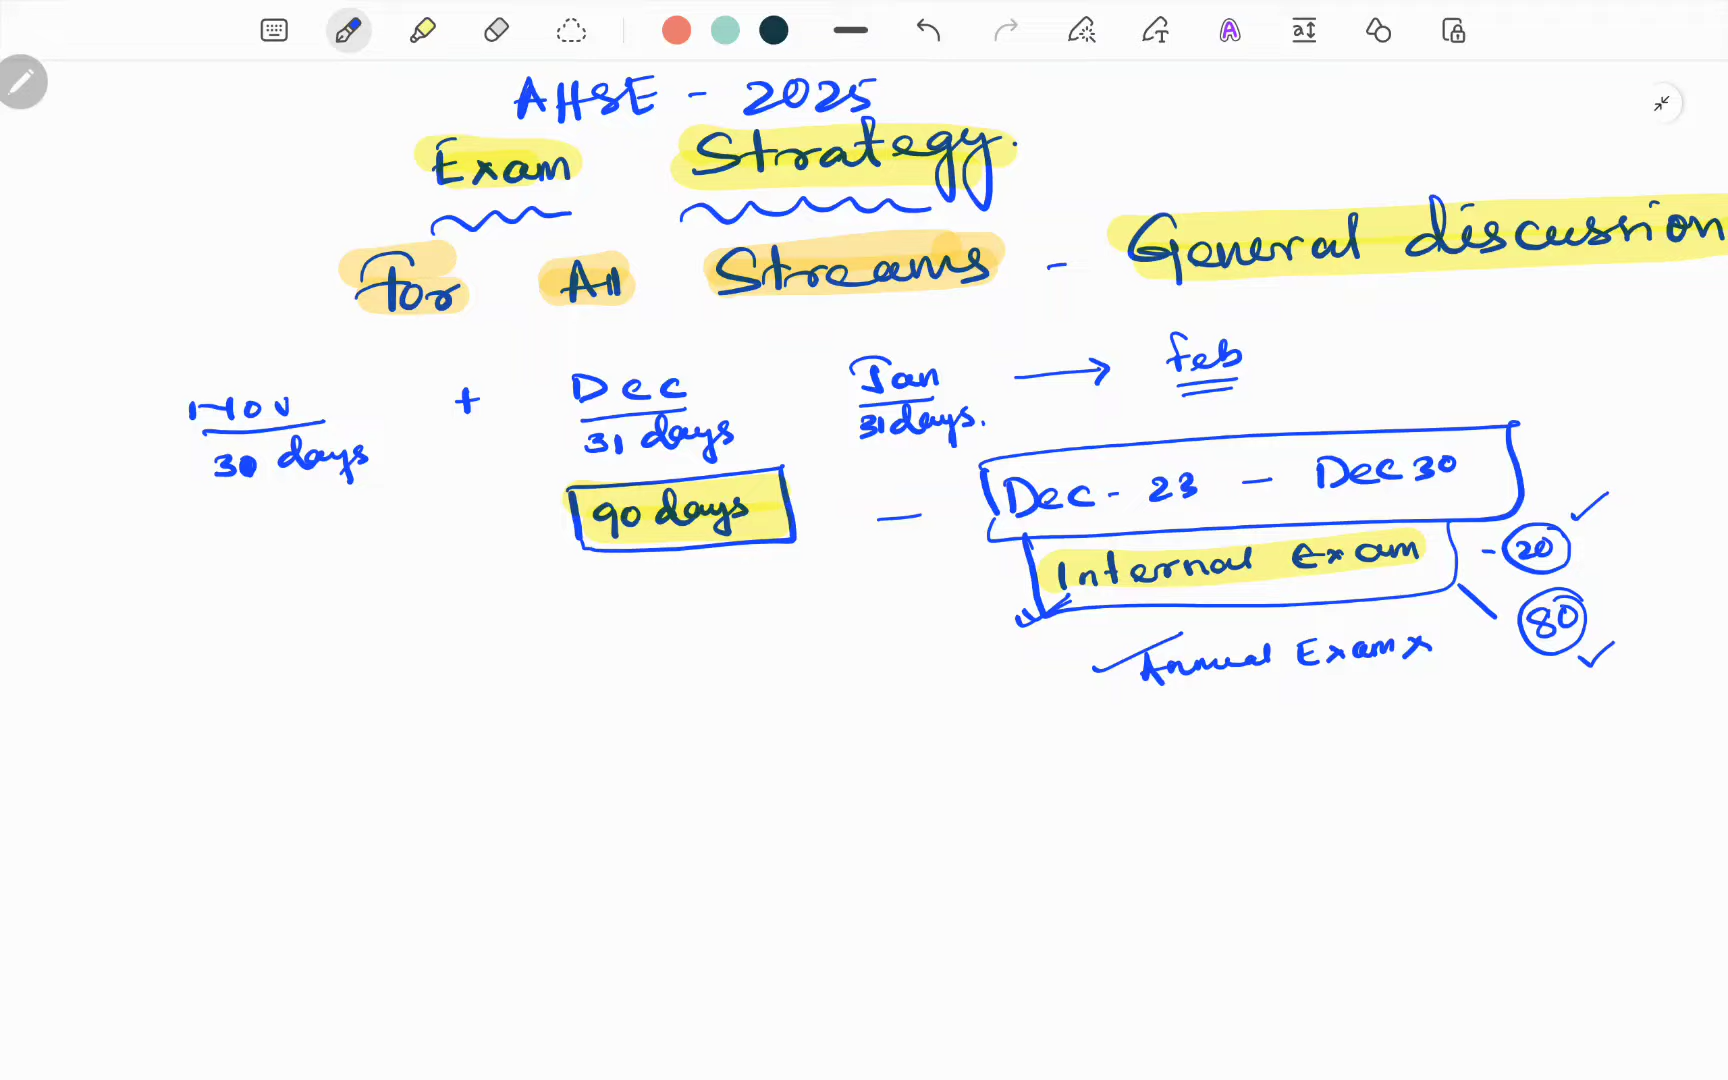 AHSE - 2025
Exam Strategy.
For All Streams - General discussion
Nov + Dec Jan → Feb
30 days 31 days 31 days.
90 days — Dec - 23 — Dec 30
Internal Exam - 20
80
Annual Exam